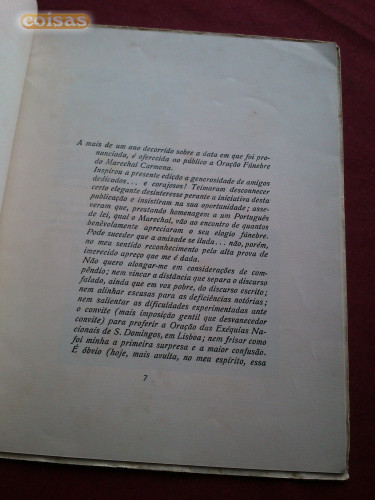 coisas
A mais de um ano decorrido sobre a data em que foi pro-
nunciada, é oferecida ao público a Oração Fúnebre
do Marechal Carmona.
Inspirou a presente edição a generosidade de amigos
dedicados... e corajosos! Teimaram desconhecer
certo elegante desinteresse perante a iniciativa desta
publicação e insistiram na sua oportunidade; asse-
veram que, prestando homenagem a um Português
de lei, qual o Marechal, vão ao encontro de quantos
benèvolamente apreciaram o seu elogio fúnebre.
Pode suceder que a amizade se iluda... não, porém,
no meu sentido reconhecimento pela alta prova de
imerecido apreço que me é dada.
Não quero alongar-me em considerações de com-
pêndio; nem vincar a distância que separa o discurso
falado, ainda que em voz pobre, do discurso escrito;
nem alinhar escusas para as deficiências notórias;
nem salientar as dificuldades experimentadas ante
o convite (mais imposição gentil que desvanecedor
convite) para proferir a Oração das Exéquias Na-
cionais de S. Domingos, em Lisboa; nem frisar como
foi minha a primeira surpresa e a maior confusão.
É óbvio (hoje, mais avulta, no meu espírito, essa
7